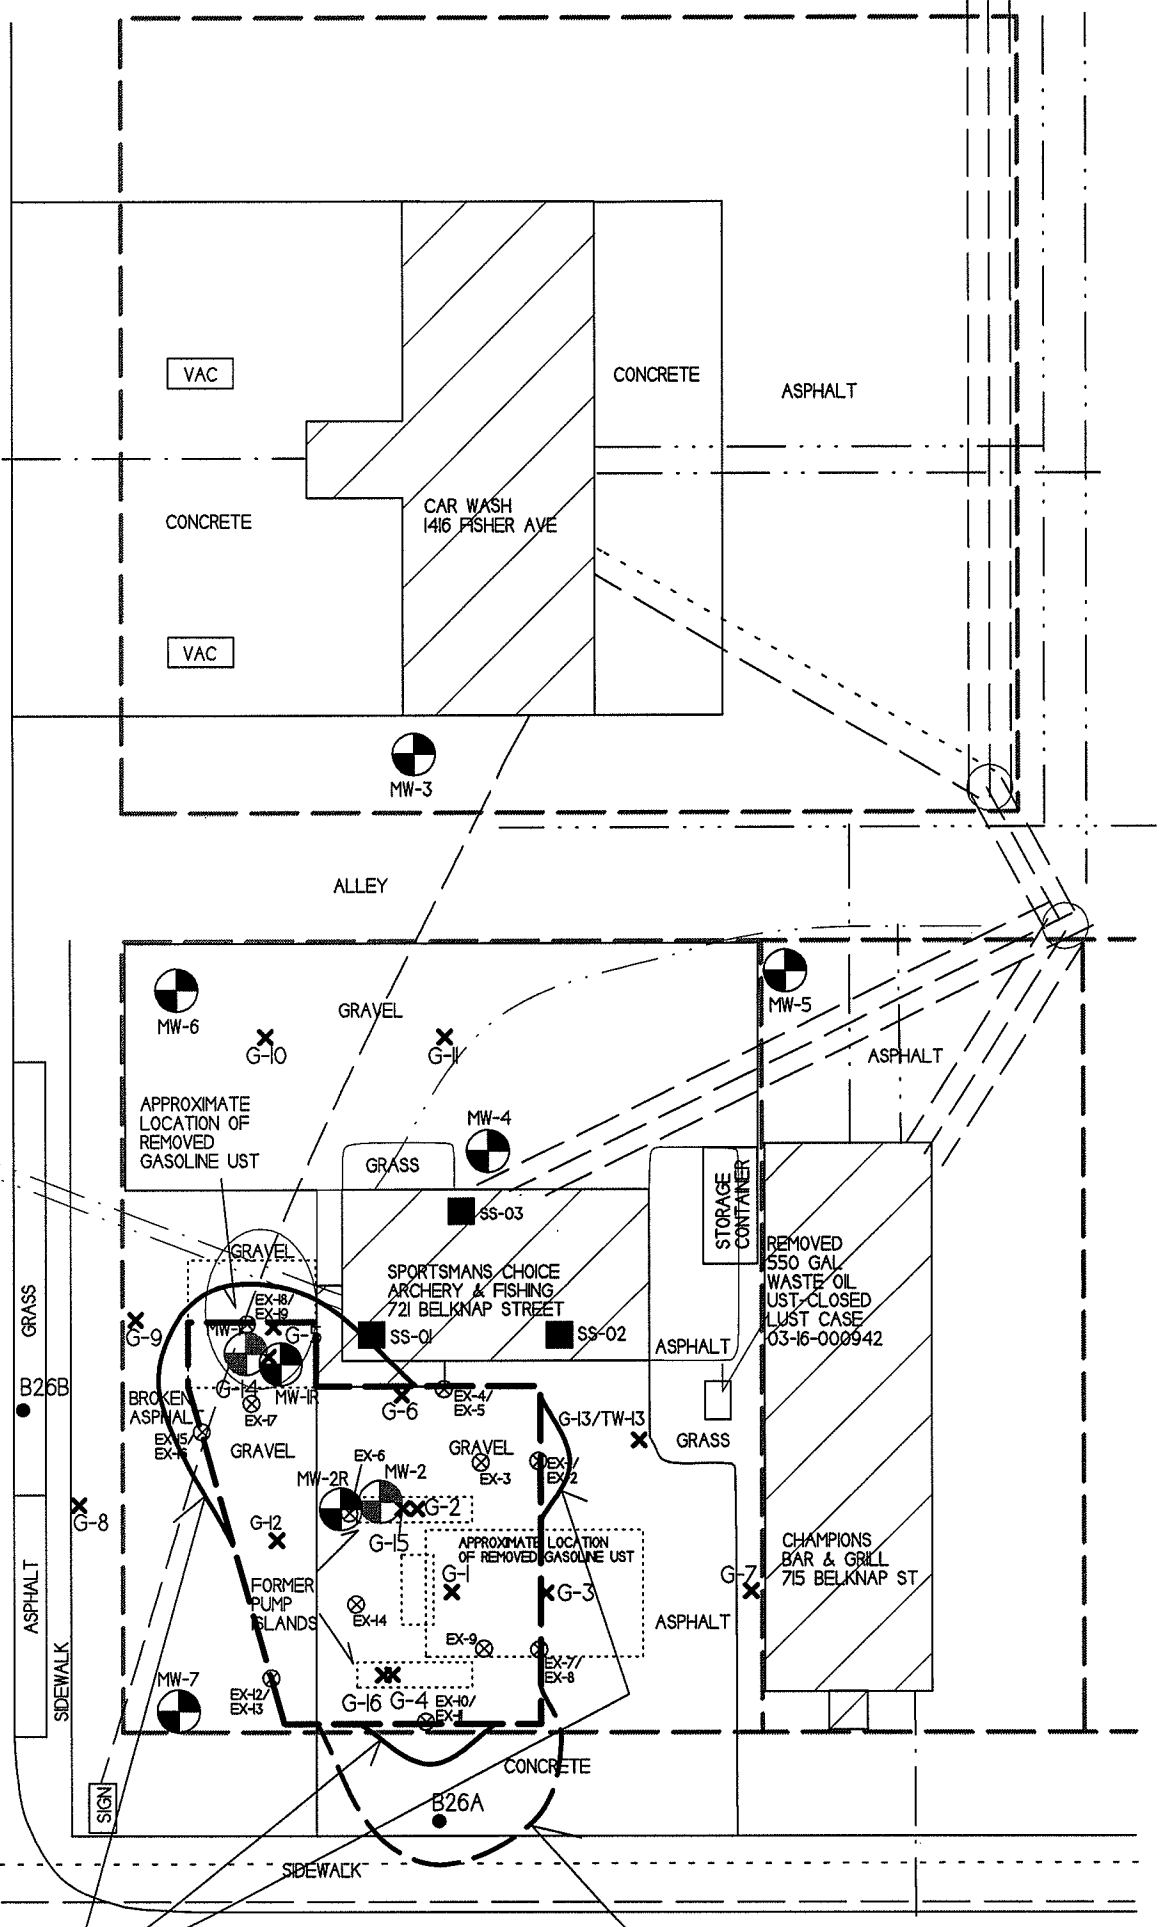 VAC
CONCRETE
ASPHALT
CONCRETE
CAR WASH
1416 FISHER AVE
VAC
MW-3
ALLEY
MW-6
GRAVEL
MW-5
G-10
G-11
ASPHALT
APPROXIMATE
LOCATION OF
REMOVED
GASOLINE UST
MW-4
GRASS
STORAGE
CONTAINER
SS-03
GRAVEL
REMOVED
550 GAL
WASTE OIL
UST-CLOSED
LUST CASE
03-16-000942
SPORTSMANS CHOICE
ARCHERY & FISHING
721 BELKNAP STREET
GRASS
EX-18/
EX-19
G-9
G-5
SS-01
SS-02
ASPHALT
G-14
MW-1R
B26B
BROKEN
ASPHALT
EX-17
G-6
EX-4/
EX-5
G-13/TW-13
GRASS
EX-15/
GRAVEL
EX-6
GRAVEL
EX-3
EX-2
MW-2R
MW-2
G-8
G-12
G-2
G-15
APPROXIMATE LOCATION
OF REMOVED GASOLINE UST
CHAMPIONS
BAR & GRILL
715 BELKNAP ST
ASPHALT
FORMER
PUMP
ISLANDS
G-1
G-3
G-7
EX-14
EX-9
ASPHALT
SIDEWALK
MW-7
EX-12/
EX-13
G-16
G-4
EX-10/
EX-11
EX-7/
EX-8
SIGN
CONCRETE
B26A
SIDEWALK